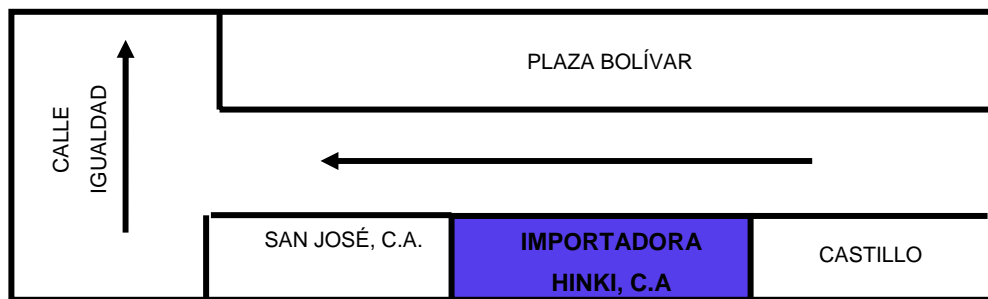 PLAZA BOLÍVAR
CALLE
IGUALDAD
SAN JOSÉ, C.A.
IMPORTADORA
HINKI, C.A
CASTILLO